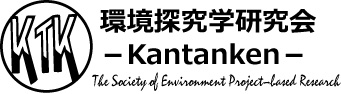 KTK
環境探究学研究会
－Kantanken－
The Society of Environment Project-based Research